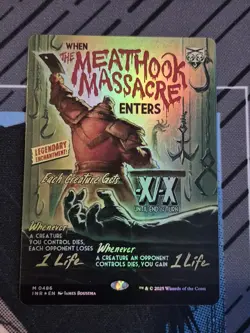 WHEN
THE
MEATHOOK
MASSACRE
ENTERS
LEGENDARY
ENCHANTMENT!
Each Creature Gets
-X/-X
UNTIL END OF TURN
Whenever
A CREATURE
YOU CONTROL DIES,
EACH OPPONENT LOSES
1 Life
Whenever
A CREATURE AN OPPONENT
CONTROLS DIES, YOU GAIN
1 Life
M 0486
INR EN
™ & © 2025 Wizards of the Coast